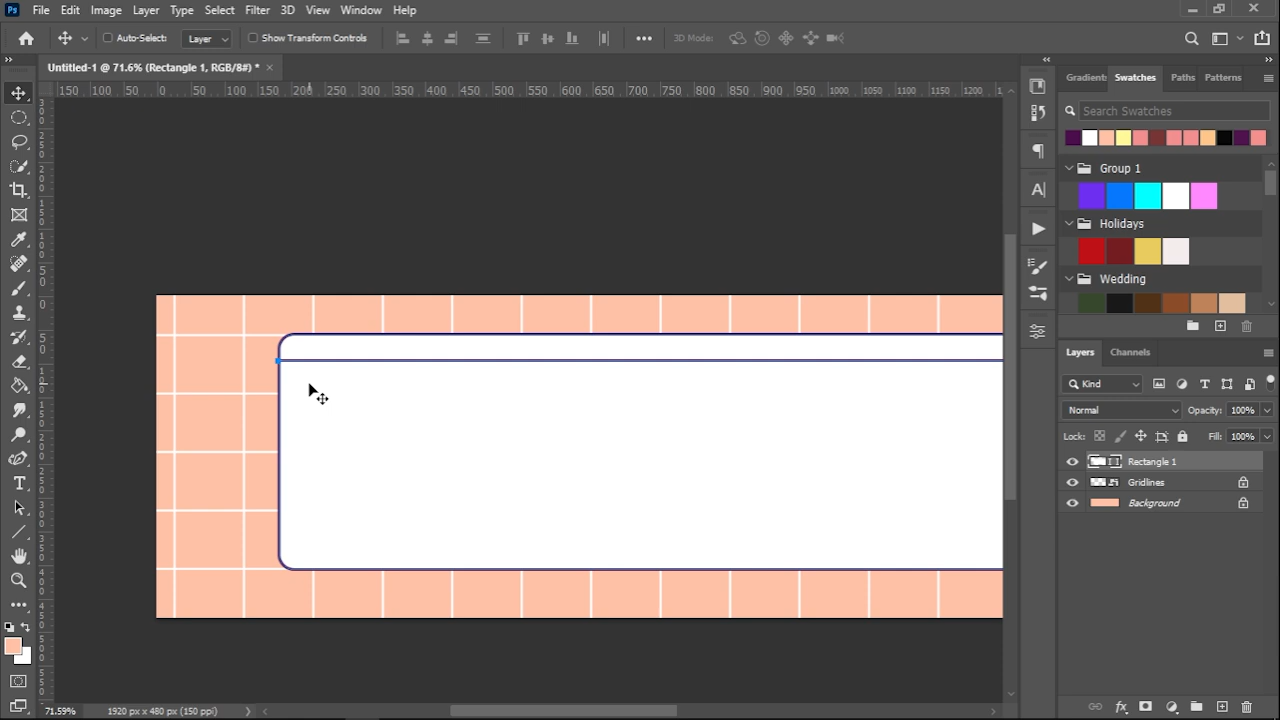 Ps File Edit Image Layer Type Select Filter 3D View Window Help
Auto-Select: Layer Show Transform Controls 3D Mode:
Untitled-1 @ 71.6% (Rectangle 1, RGB/8#) * ×
150 100 50 0 50 100 150 200 250 300 350 400 450 500 550 600 650 700 750 800 850 900 950 1000 1050 1100 1150 1200
Gradients Swatches Paths Patterns
Search Swatches
Group 1
Holidays
Wedding
Layers Channels
Kind
Normal Opacity: 100%
Lock: Fill: 100%
Rectangle 1
Gridlines
Background
71.59% 1920 px x 480 px (150 ppi)